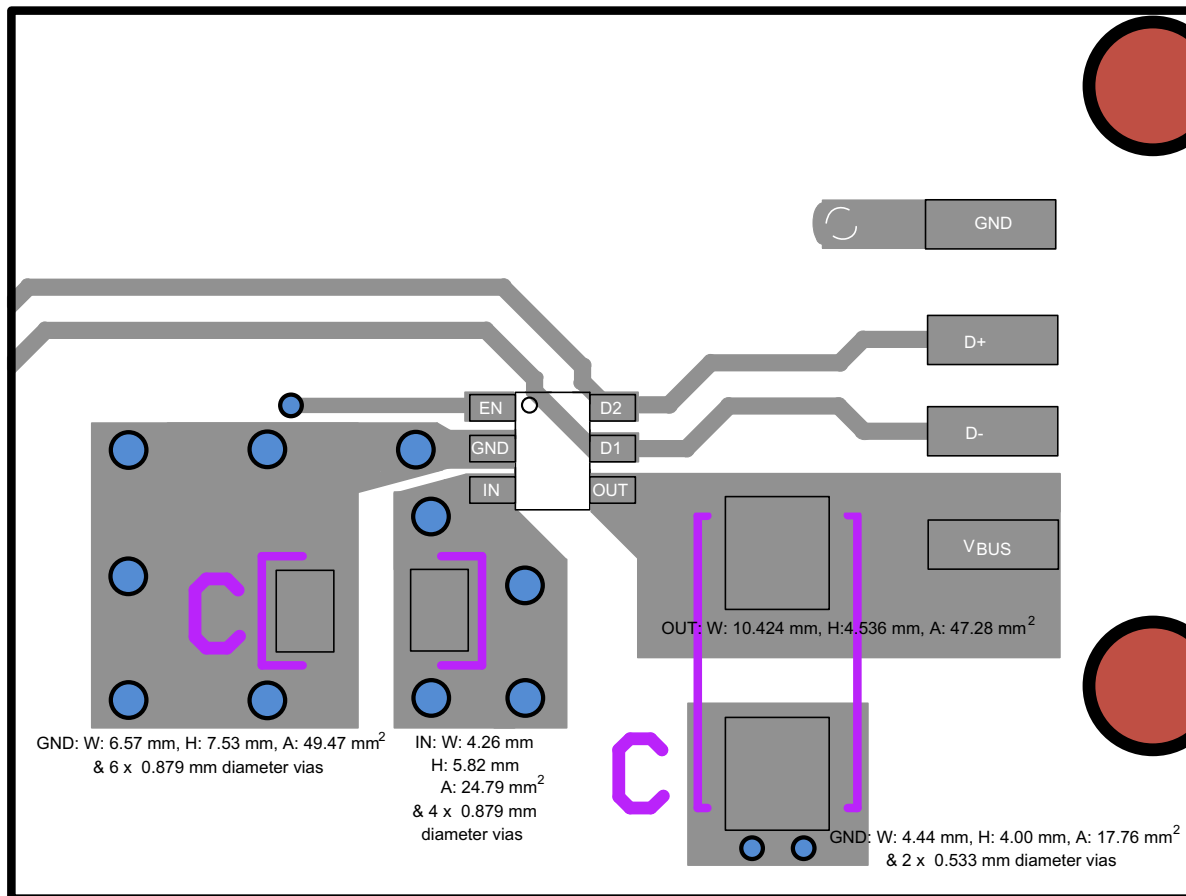 GND
D+
EN
D2
D-
GND
D1
IN
OUT
VBUS
C
OUT: W: 10.424 mm, H:4.536 mm, A: 47.28 mm2
GND: W: 6.57 mm, H: 7.53 mm, A: 49.47 mm2
& 6 x  0.879 mm diameter vias
IN: W: 4.26 mm
H: 5.82 mm
A: 24.79 mm2
& 4 x  0.879 mm
diameter vias
C
GND: W: 4.44 mm, H: 4.00 mm, A: 17.76 mm2
& 2 x  0.533 mm diameter vias